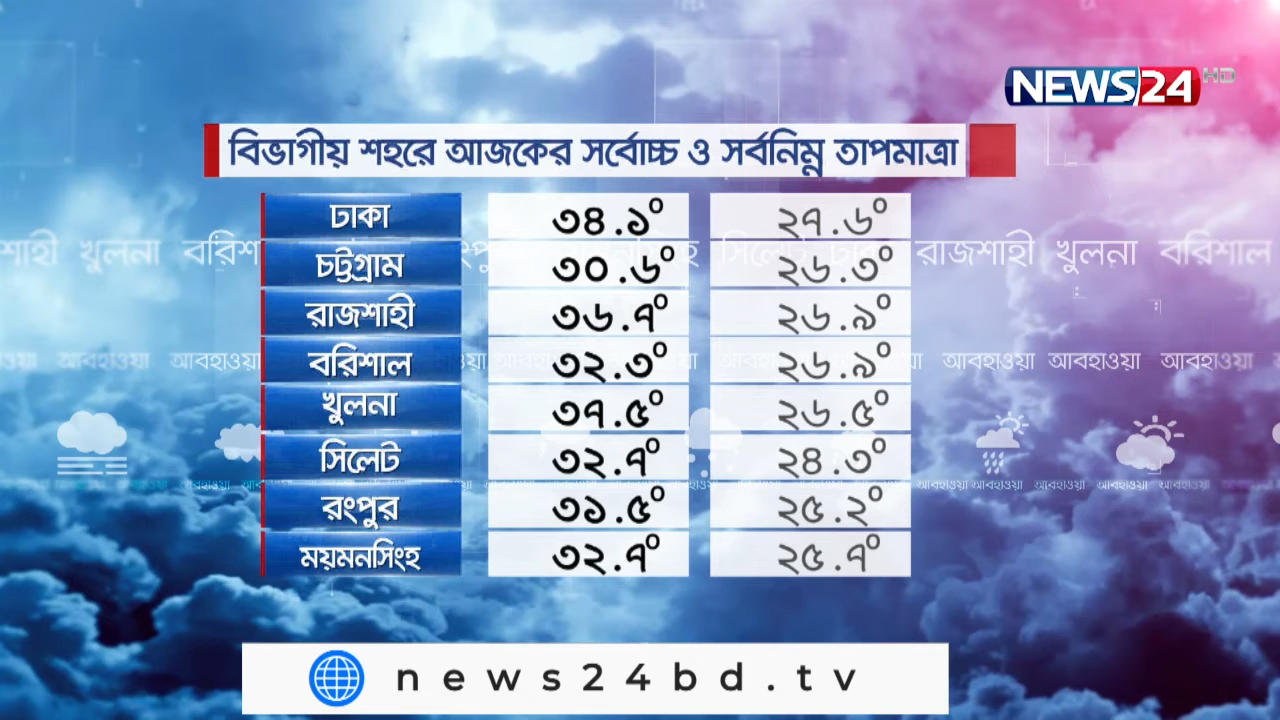 NEWS24 HD
বিভাগীয় শহরে আজকের সর্বোচ্চ ও সর্বনিম্ন তাপমাত্রা
ঢাকা ৩৪.১° ২৭.৬°
চট্টগ্রাম ৩০.৬° ২৬.৩°
রাজশাহী ৩৬.৭° ২৬.৯°
বরিশাল ৩২.৩° ২৬.৯°
খুলনা ৩৭.৫° ২৬.৫°
সিলেট ৩২.৭° ২৪.৩°
রংপুর ৩১.৫° ২৫.২°
ময়মনসিংহ ৩২.৭° ২৫.৭°
news24bd.tv